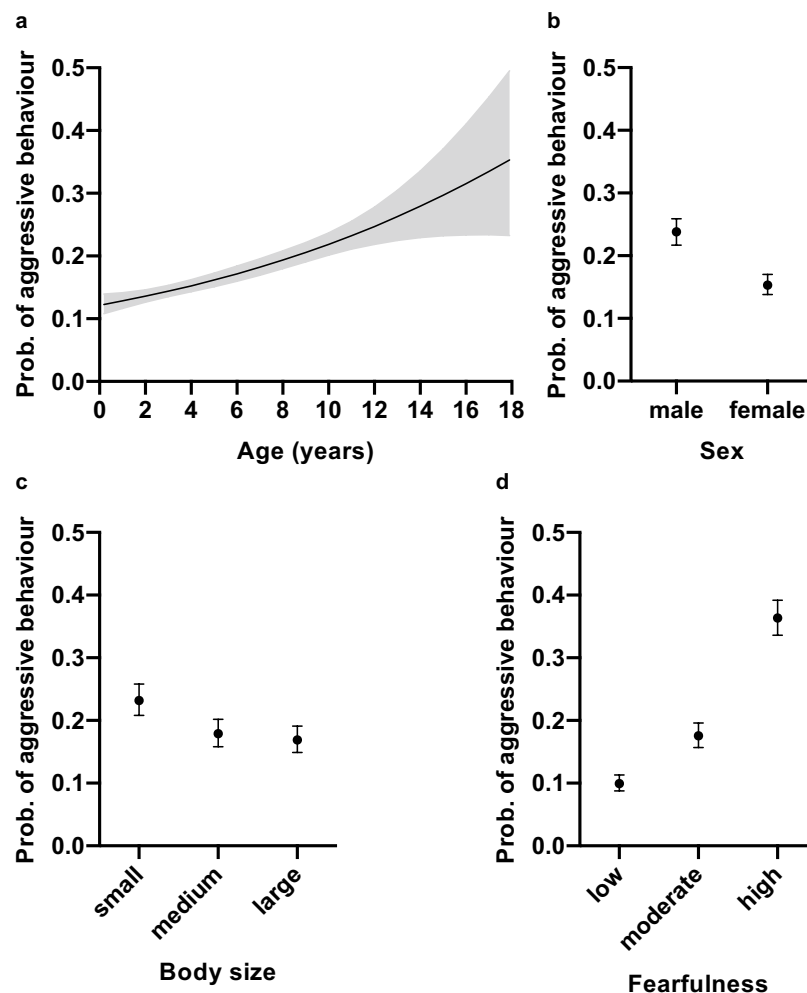 a
Prob. of aggressive behaviour
0.5
0.4
0.3
0.2
0.1
0.0
0 2 4 6 8 10 12 14 16 18
Age (years)
b
Prob. of aggressive behaviour
0.5
0.4
0.3
0.2
0.1
0.0
male female
Sex
c
Prob. of aggressive behaviour
0.5
0.4
0.3
0.2
0.1
0.0
small
medium
large
Body size
d
Prob. of aggressive behaviour
0.5
0.4
0.3
0.2
0.1
0.0
low
moderate
high
Fearfulness